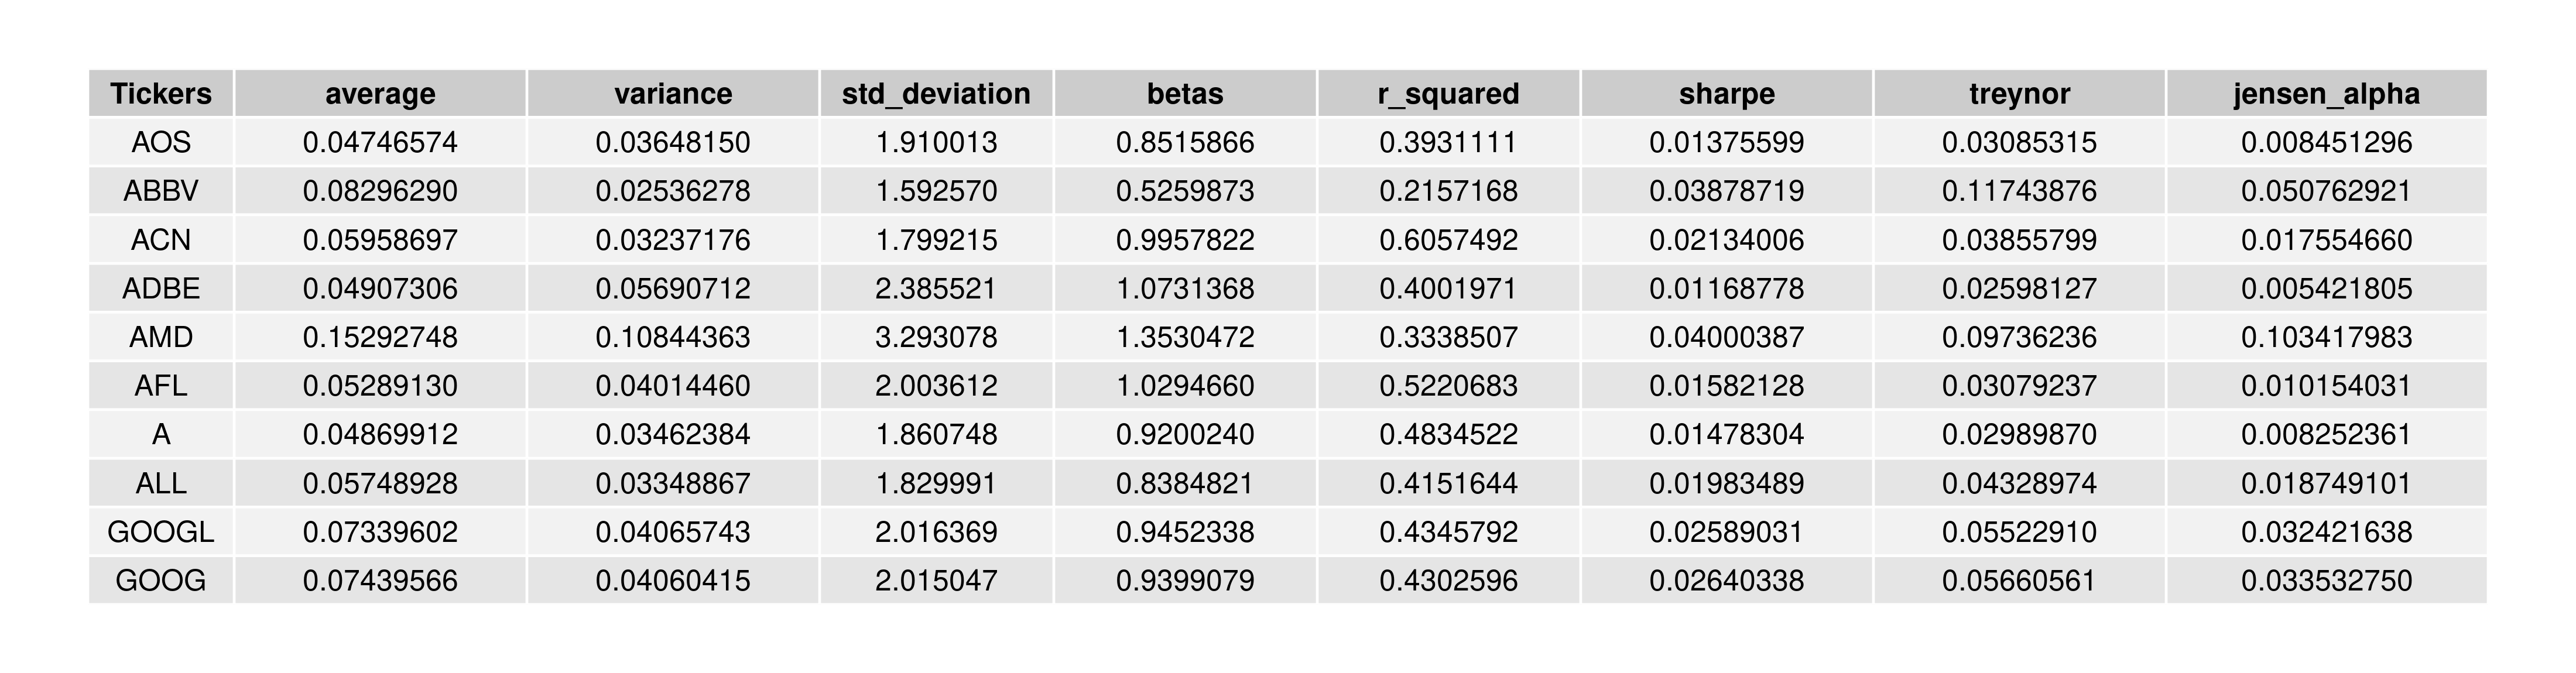 Tickers average variance std_deviation betas r_squared sharpe treynor jensen_alpha
AOS 0.04746574 0.03648150 1.910013 0.8515866 0.3931111 0.01375599 0.03085315 0.008451296
ABBV 0.08296290 0.02536278 1.592570 0.5259873 0.2157168 0.03878719 0.11743876 0.050762921
ACN 0.05958697 0.03237176 1.799215 0.9957822 0.6057492 0.02134006 0.03855799 0.017554660
ADBE 0.04907306 0.05690712 2.385521 1.0731368 0.4001971 0.01168778 0.02598127 0.005421805
AMD 0.15292748 0.10844363 3.293078 1.3530472 0.3338507 0.04000387 0.09736236 0.103417983
AFL 0.05289130 0.04014460 2.003612 1.0294660 0.5220683 0.01582128 0.03079237 0.010154031
A 0.04869912 0.03462384 1.860748 0.9200240 0.4834522 0.01478304 0.02989870 0.008252361
ALL 0.05748928 0.03348867 1.829991 0.8384821 0.4151644 0.01983489 0.04328974 0.018749101
GOOGL 0.07339602 0.04065743 2.016369 0.9452338 0.4345792 0.02589031 0.05522910 0.032421638
GOOG 0.07439566 0.04060415 2.015047 0.9399079 0.4302596 0.02640338 0.05660561 0.033532750